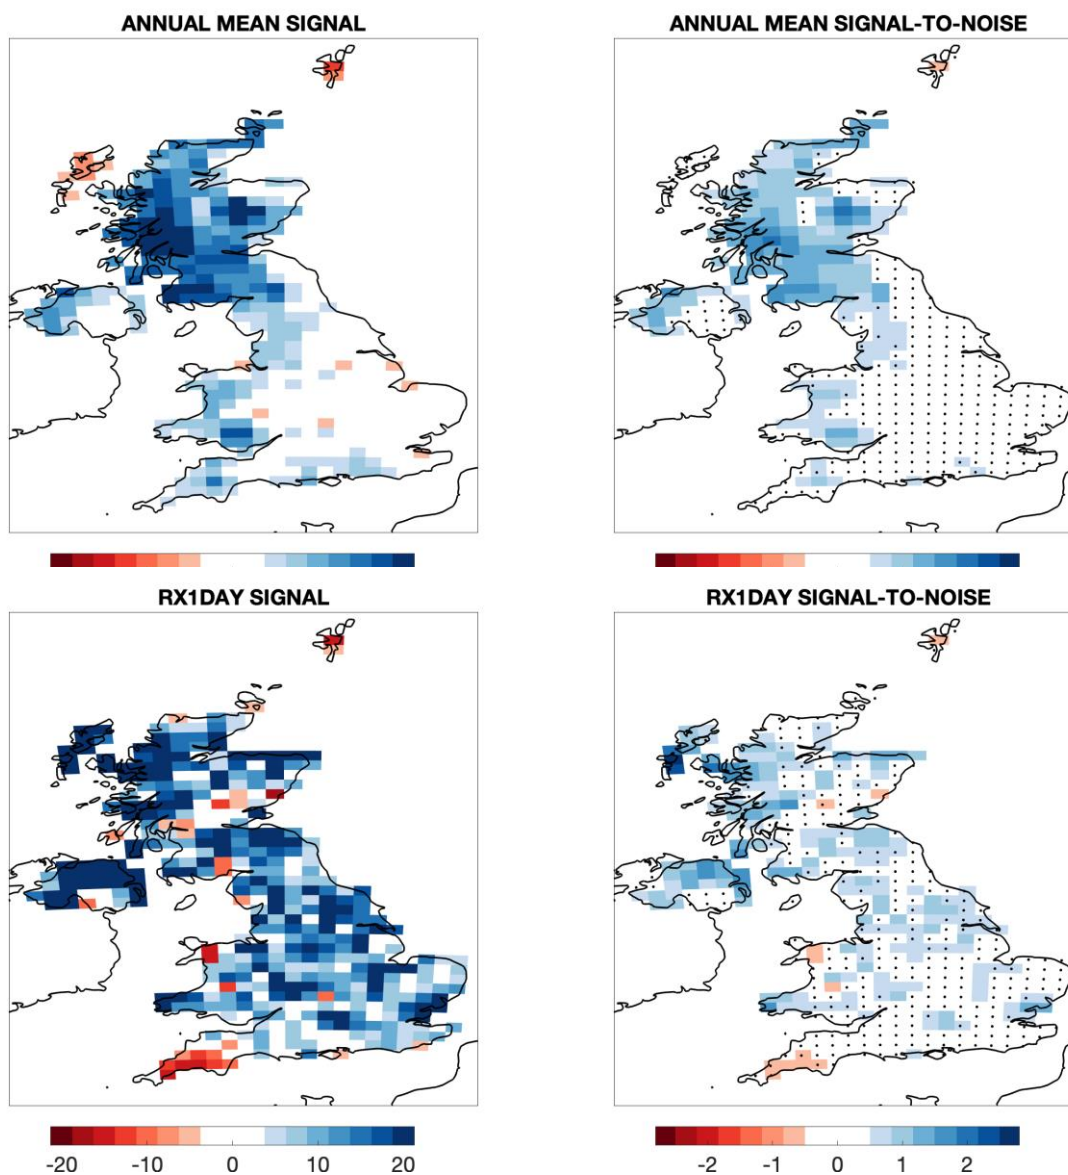 ANNUAL MEAN SIGNAL
ANNUAL MEAN SIGNAL-TO-NOISE
RX1DAY SIGNAL
RX1DAY SIGNAL-TO-NOISE
-20 -10 0 10 20
-2 -1 0 1 2